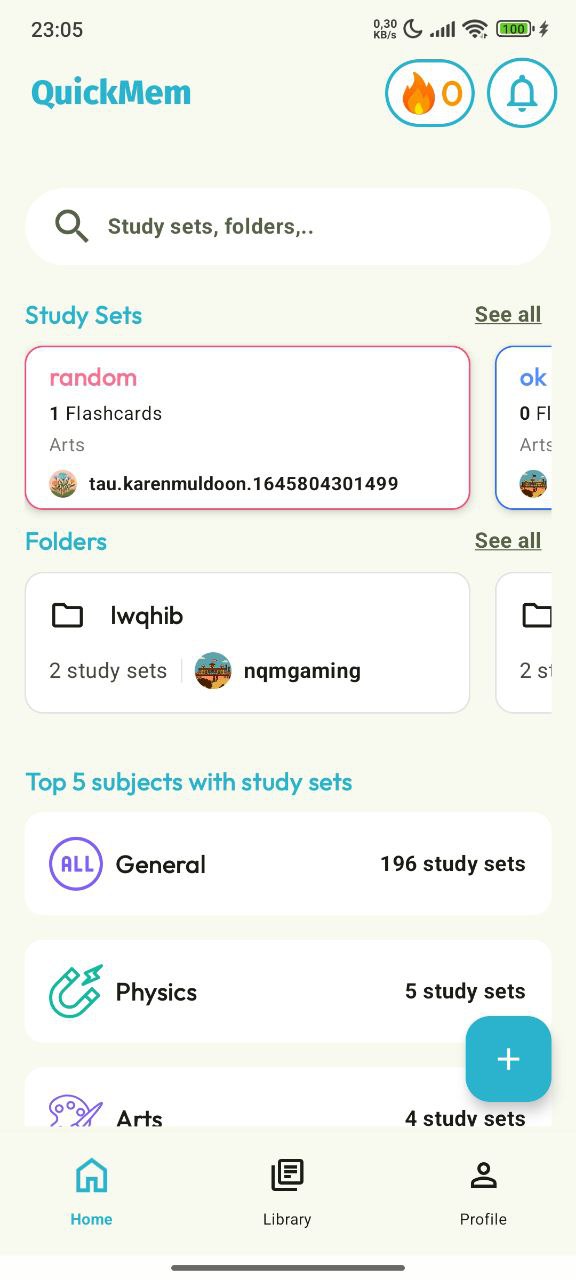 23:05
0,30
KB/s
100
QuickMem
0
Study sets, folders,..
Study Sets
See all
random
1 Flashcards
Arts
tau.karenmuldoon.1645804301499
ok
0 Fl
Arts
Folders
See all
lwqhib
2 study sets
nqmgaming
2 st
Top 5 subjects with study sets
ALL
General
196 study sets
Physics
5 study sets
+
Arts
4 study sets
Home
Library
Profile